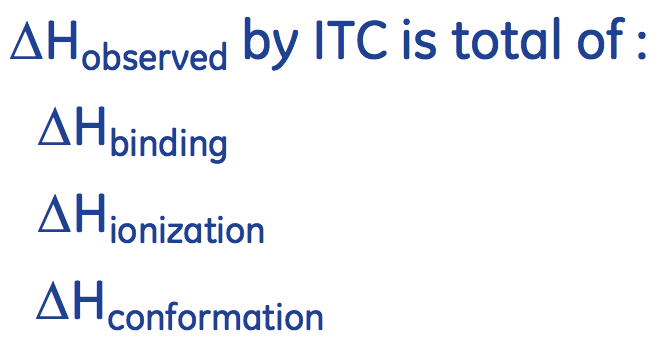 ΔHobserved by ITC is total of :
ΔHbinding
ΔHionization
ΔHconformation